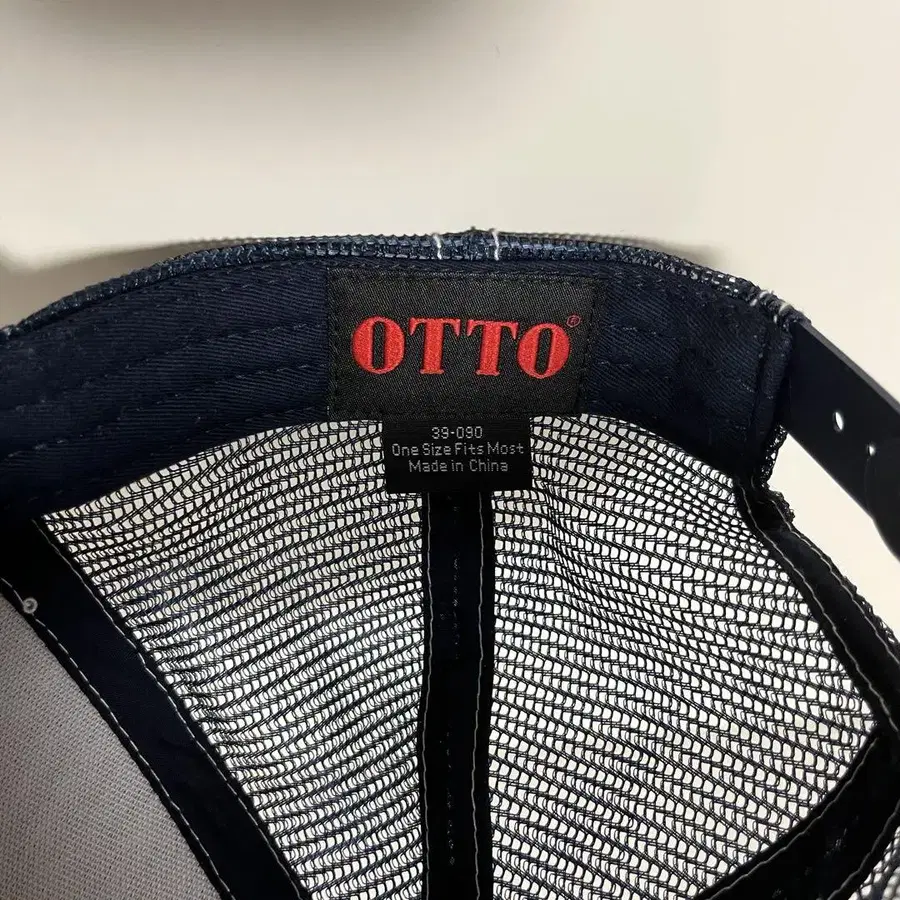 OTTO®
39-090
One Size Fits Most
Made in China